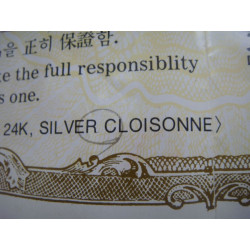 을 正히 保證함.
the full responsiblity
one.
24K, SILVER CLOISONNE〉